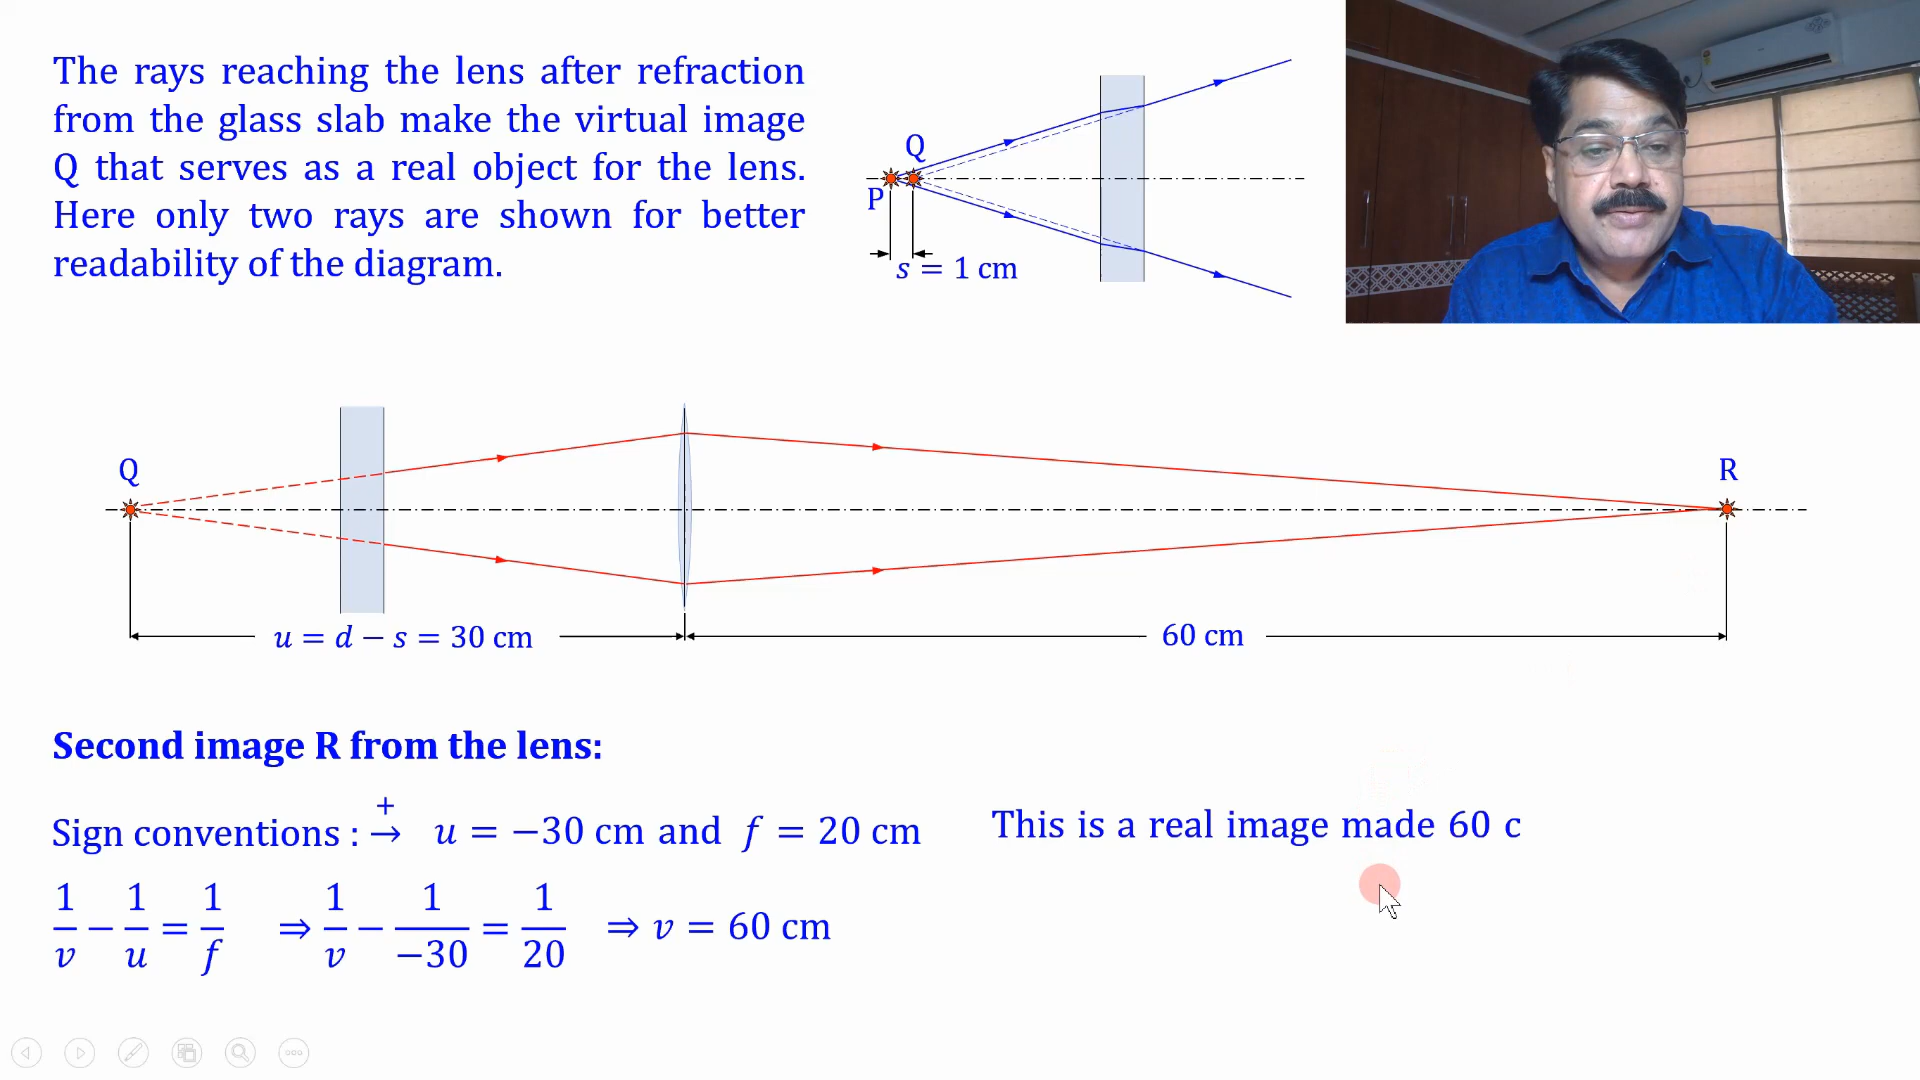 The rays reaching the lens after refraction
from the glass slab make the virtual image
Q that serves as a real object for the lens.
Here only two rays are shown for better
readability of the diagram.
Q
P
s = 1 cm
Q
R
u = d − s = 30 cm
60 cm
Second image R from the lens:
Sign conventions : +→ u = −30 cm and f = 20 cm
This is a real image made 60 c
1/v − 1/u = 1/f ⇒ 1/v − 1/−30 = 1/20 ⇒ v = 60 cm